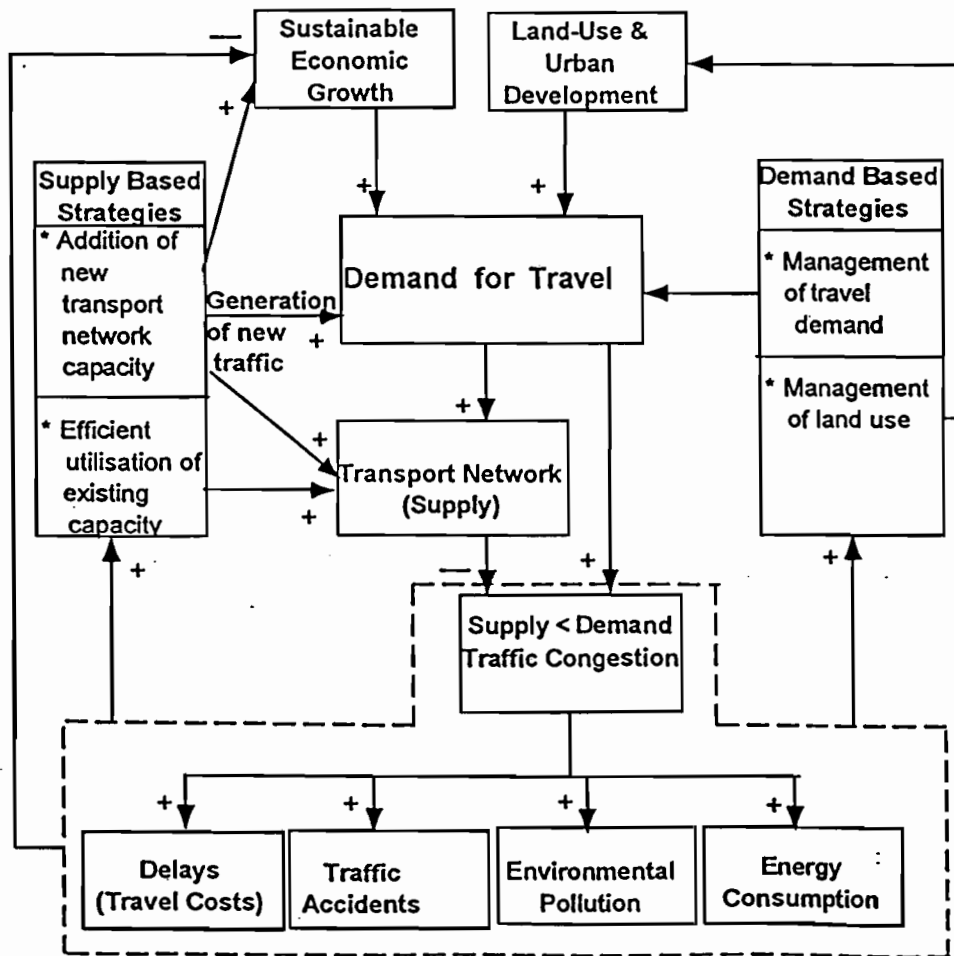 Sustainable
Economic
Growth
Land-Use &
Urban
Development
—
+
+
+
Supply Based
Strategies
* Addition of
new
transport
network
capacity
* Efficient
utilisation of
existing
capacity
Generation
of new
traffic
+
Demand for Travel
Demand Based
Strategies
* Management
of travel
demand
* Management
of land use
+
+
+
Transport Network
(Supply)
+
—
+
+
Supply < Demand
Traffic Congestion
+
+
+
+
Delays
(Travel Costs)
Traffic
Accidents
Environmental
Pollution
Energy
Consumption